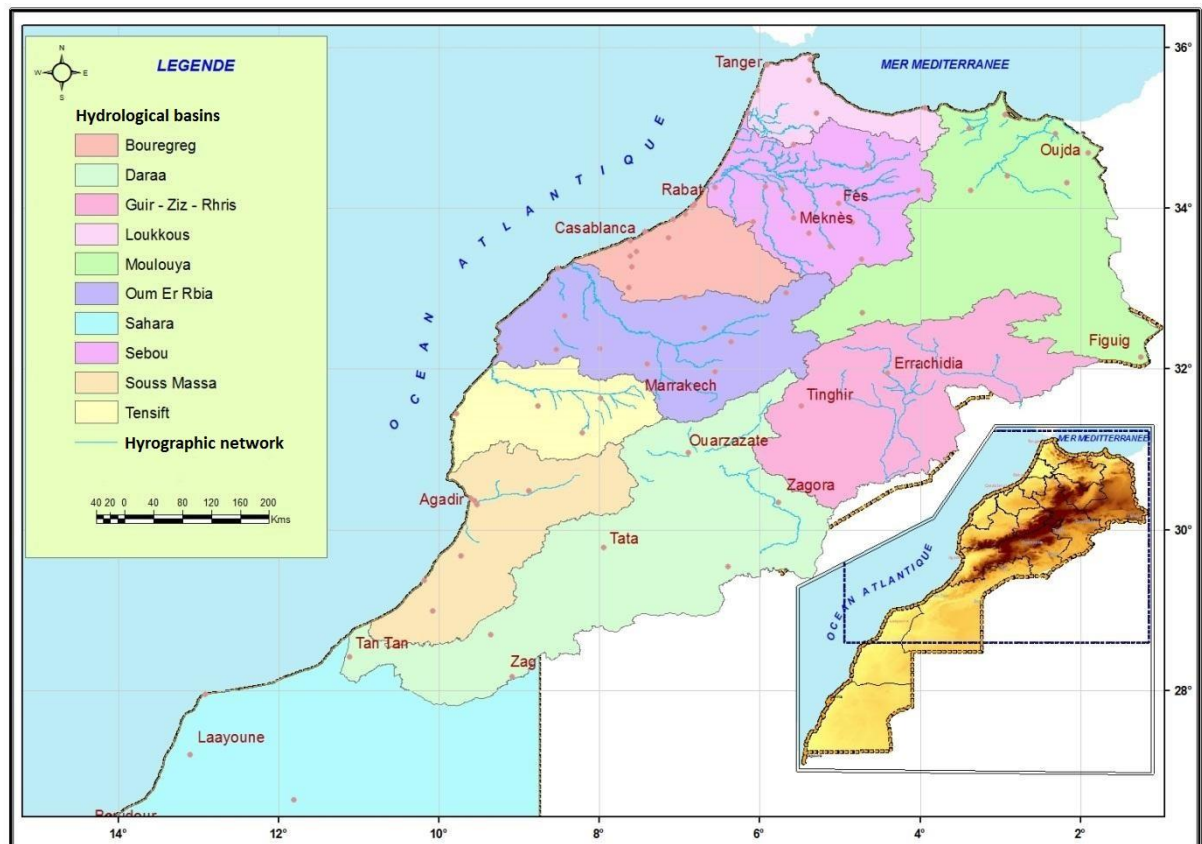 LEGENDE
N
W E
S
Hydrological basins
Bouregreg
Daraa
Guir - Ziz - Rhris
Loukkous
Moulouya
Oum Er Rbia
Sahara
Sebou
Souss Massa
Tensift
Hyrographic network
40 20 0 40 80 120 160 200
Kms
MER MEDITERRANEE
OCEAN ATLANTIQUE
Tanger
Oujda
Rabat
Fès
Meknès
Casablanca
Figuig
Errachidia
Marrakech
Tinghir
Ouarzazate
Zagora
Agadir
Tata
Tan Tan
Zag
Laayoune
36°
34°
32°
30°
28°
14° 12° 10° 8° 6° 4° 2°
MER MEDITTERANEE
OCEAN ATLANTIQUE